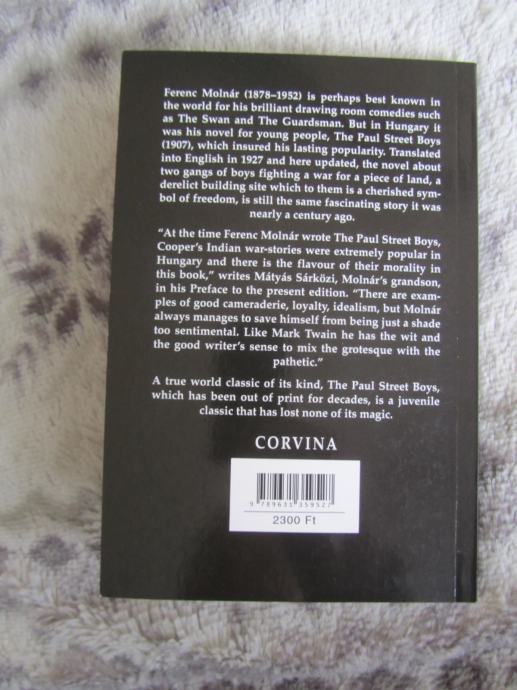 Ferenc Molnár (1878–1952) is perhaps best known in
the world for his brilliant drawing room comedies such
as The Swan and The Guardsman. But in Hungary it
was his novel for young people, The Paul Street Boys
(1907), which insured his lasting popularity. Translated
into English in 1927 and here updated, the novel about
two gangs of boys fighting a war for a piece of land, a
derelict building site which to them is a cherished sym-
bol of freedom, is still the same fascinating story it was
nearly a century ago.
“At the time Ferenc Molnár wrote The Paul Street Boys,
Cooper’s Indian war-stories were extremely popular in
Hungary and there is the flavour of their morality in
this book,” writes Mátyás Sárközi, Molnár’s grandson,
in his Preface to the present edition. “There are exam-
ples of good cameraderie, loyalty, idealism, but Molnár
always manages to save himself from being just a shade
too sentimental. Like Mark Twain he has the wit and
the good writer’s sense to mix the grotesque with the
pathetic.”
A true world classic of its kind, The Paul Street Boys,
which has been out of print for decades, is a juvenile
classic that has lost none of its magic.
CORVINA
9 789631 359527
2300 Ft